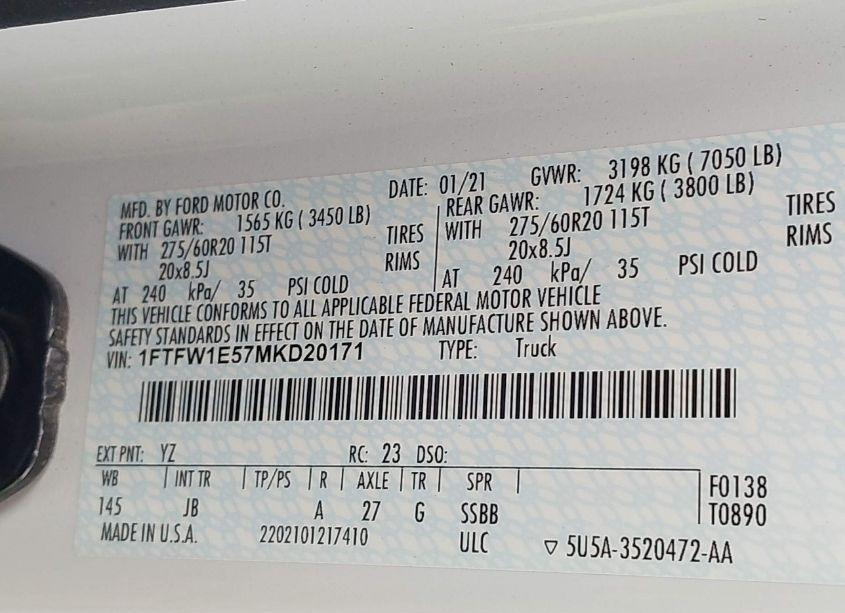 MFD. BY FORD MOTOR CO. DATE: 01/21 GVWR: 3198 KG ( 7050 LB)
FRONT GAWR: 1565 KG ( 3450 LB) REAR GAWR: 1724 KG ( 3800 LB)
WITH 275/60R20 115T TIRES WITH 275/60R20 115T TIRES
20x8.5J RIMS 20x8.5J RIMS
AT 240 kPa/ 35 PSI COLD AT 240 kPa/ 35 PSI COLD
THIS VEHICLE CONFORMS TO ALL APPLICABLE FEDERAL MOTOR VEHICLE
SAFETY STANDARDS IN EFFECT ON THE DATE OF MANUFACTURE SHOWN ABOVE.
VIN: 1FTFW1E57MKD20171 TYPE: Truck
EXT PNT: YZ RC: 23 DSO:
WB INT TR TP/PS R AXLE TR SPR F0138
145 JB A 27 G SSBB T0890
MADE IN U.S.A. 2202101217410 ULC ▽ 5U5A-3520472-AA